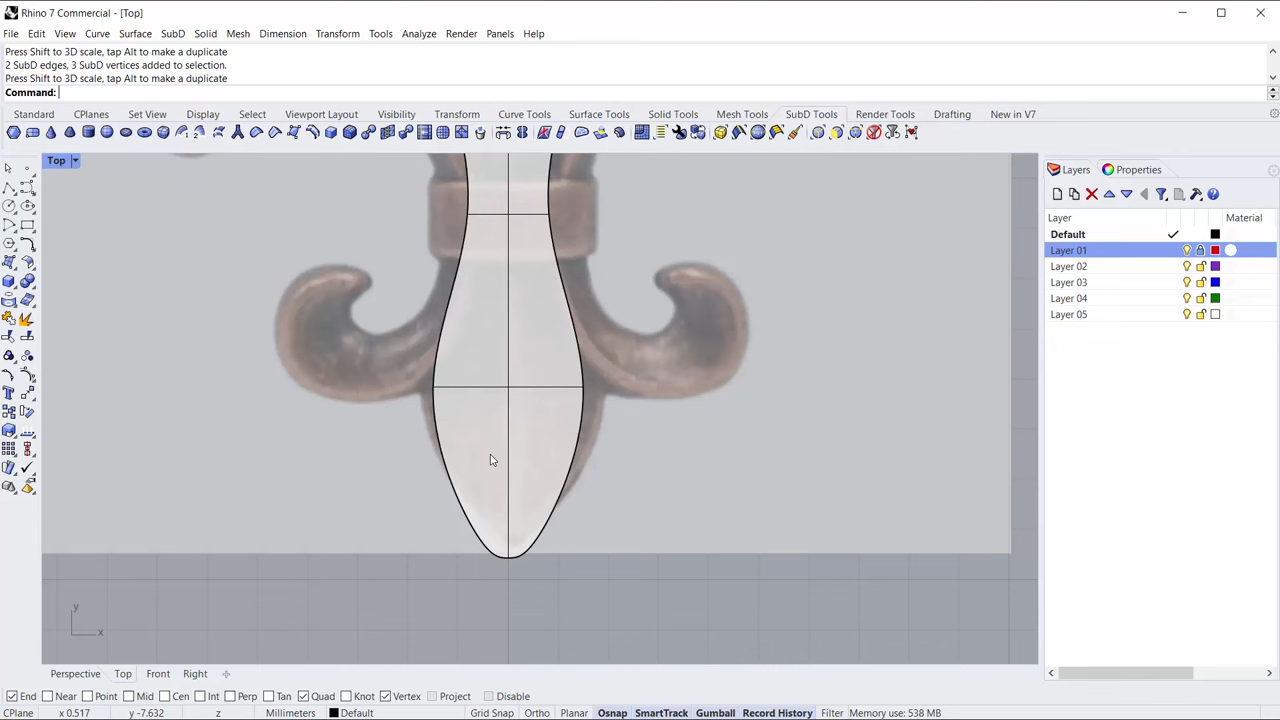 Rhino 7 Commercial - [Top]
File Edit View Curve Surface SubD Solid Mesh Dimension Transform Tools Analyze Render Panels Help
Press Shift to 3D scale, tap Alt to make a duplicate
2 SubD edges, 3 SubD vertices added to selection.
Press Shift to 3D scale, tap Alt to make a duplicate
Command:
Standard CPlanes Set View Display Select Viewport Layout Visibility Transform Curve Tools Surface Tools Solid Tools Mesh Tools SubD Tools Render Tools Drafting New in V7
Top
Layers Properties
Layer Material
Default
Layer 01
Layer 02
Layer 03
Layer 04
Layer 05
y
x
Perspective Top Front Right
End Near Point Mid Cen Int Perp Tan Quad Knot Vertex Project Disable
CPlane x 0.517 y -7.632 z Millimeters Default Grid Snap Ortho Planar Osnap SmartTrack Gumball Record History Filter Memory use: 538 MB